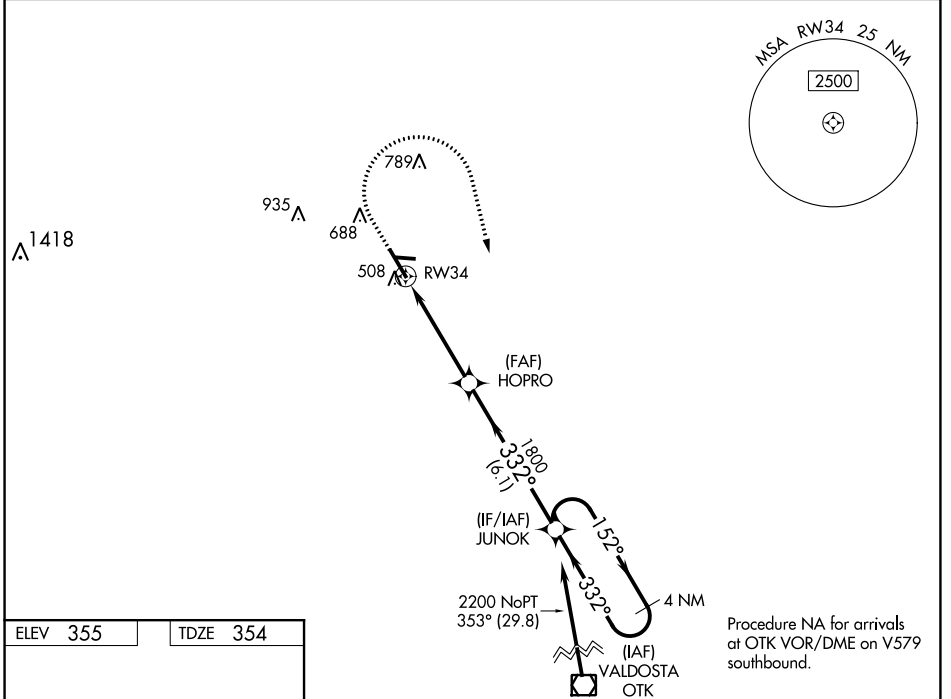 MSA RW34 25 NM
2500
789
935
688
1418
508
RW34
(FAF)
HOPRO
1800
332°
(6.1)
(IF/IAF)
JUNOK
152°
332°
4 NM
2200 NoPT
353° (29.8)
(IAF)
VALDOSTA
OTK
Procedure NA for arrivals
at OTK VOR/DME on V579
southbound.
ELEV 355
TDZE 354